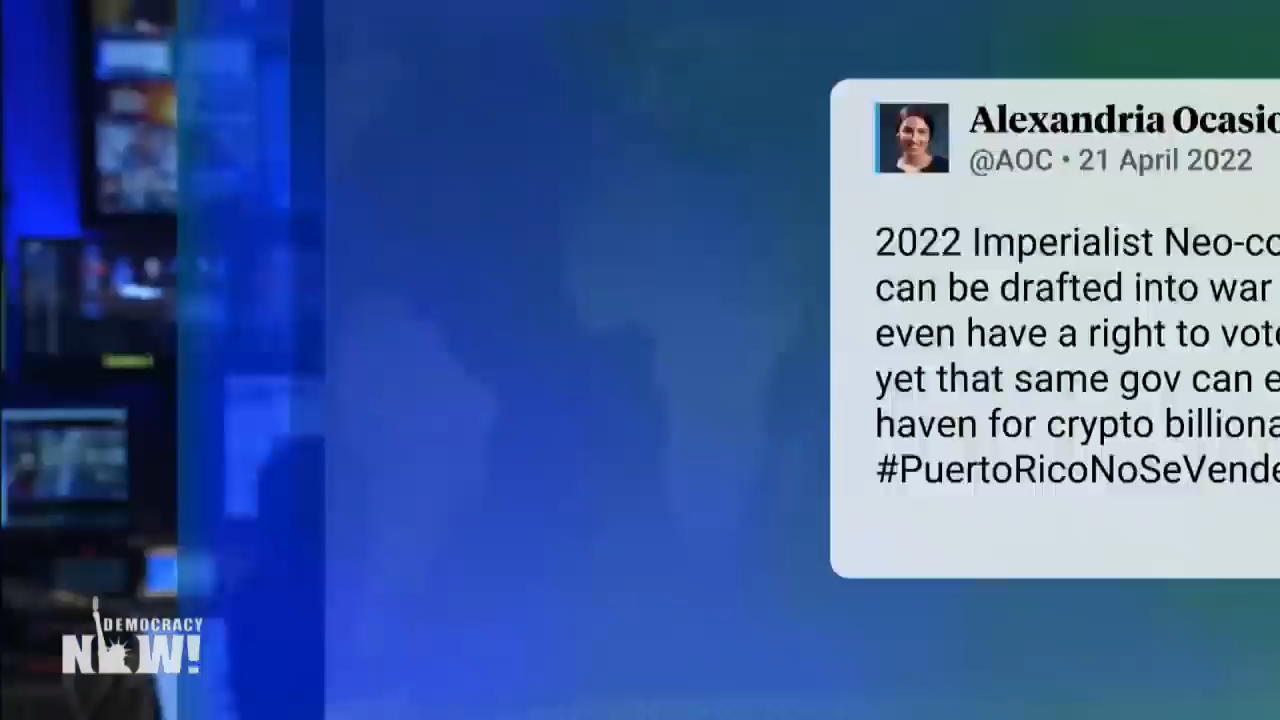 Alexandria Ocasio
@AOC • 21 April 2022
2022 Imperialist Neo-co
can be drafted into war
even have a right to vote
yet that same gov can e
haven for crypto billiona
#PuertoRicoNoSeVende
DEMOCRACY
NOW!